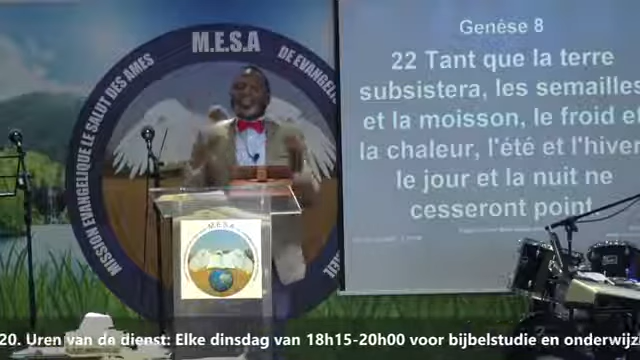 M.E.S.A
MISSION EVANGELIQUE LE SALUT DES AMES
DE EVANGELI
M.E.S.A
Genèse 8
22 Tant que la terre
subsistera, les semailles
et la moisson, le froid et
la chaleur, l'été et l'hiver
le jour et la nuit ne
cesseront point
20. Uren van de dienst: Elke dinsdag van 18h15-20h00 voor bijbelstudie en onderwijz